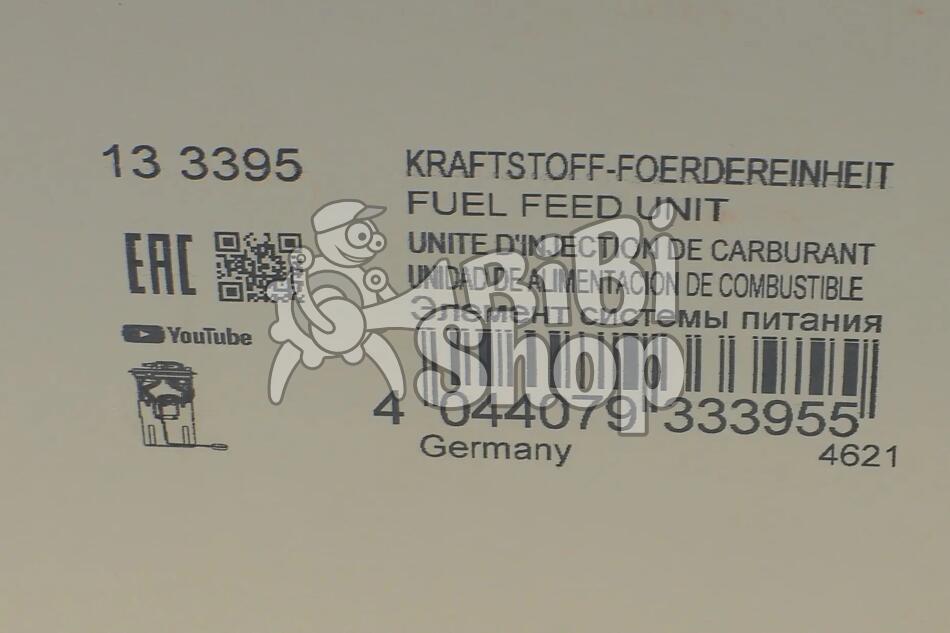 13 3395
KRAFTSTOFF-FOERDEREINHEIT
FUEL FEED UNIT
UNITE D'INJECTION DE CARBURANT
UNIDAD DE ALIMENTACION DE COMBUSTIBLE
Элемент системы питания
EAC
YouTube
4 044079 333955
Germany
4621
BiBi
Shop